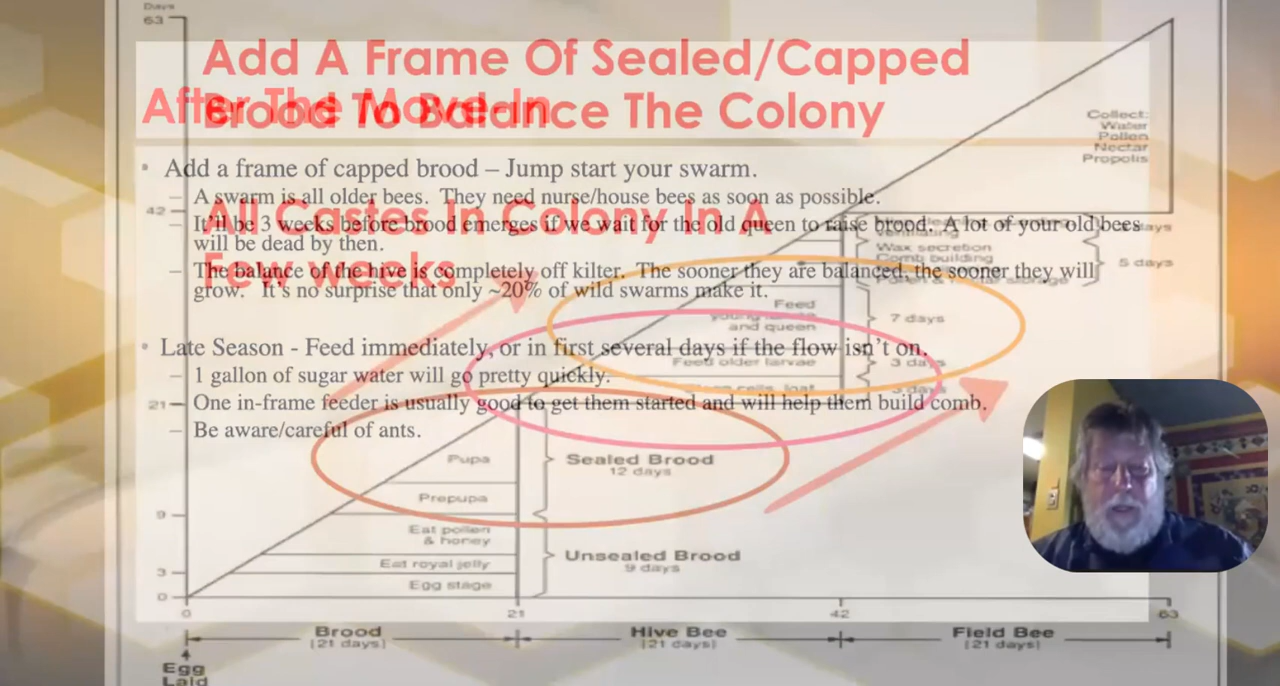 Days
63
Add A Frame Of Sealed/Capped
After The Move-In
Brood To Balance The Colony
Collect:
Water
Pollen
Nectar
Propolis
• Add a frame of capped brood – Jump start your swarm.
– A swarm is all older bees. They need nurse/house bees as soon as possible.
42
All Castes In Colony In A
Few weeks
– It'll be 3 weeks before brood emerges if we wait for the old queen to raise brood. A lot of your old bees
will be dead by then.
Wax secretion
Comb building
5 days
– The balance of the hive is completely off kilter. The sooner they are balanced, the sooner they will
grow. It's no surprise that only ~20% of wild swarms make it.
Feed
and queen
7 days
• Late Season - Feed immediately, or in first several days if the flow isn't on.
Feed older larvae
3 days
– 1 gallon of sugar water will go pretty quickly.
3 days
21
– One in-frame feeder is usually good to get them started and will help them build comb.
– Be aware/careful of ants.
Pupa
Sealed Brood
12 days
Prepupa
9
Eat pollen
& honey
Unsealed Brood
9 days
Eat royal jelly
3
Egg stage
0
0
21
42
63
Brood
(21 days)
Hive Bee
(21 days)
Field Bee
(21 days)
Egg
Laid